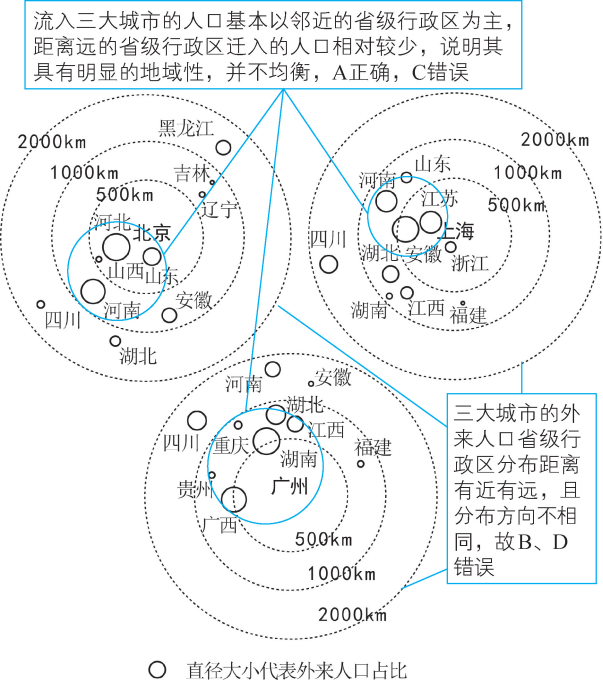 流入三大城市的人口基本以邻近的省级行政区为主，
距离远的省级行政区迁入的人口相对较少，说明其
具有明显的地域性，并不均衡，A正确，C错误
2000km
1000km
500km
黑龙江
吉林
辽宁
河北
北京
山西
山东
河南
安徽
四川
湖北
2000km
1000km
500km
山东
河南
江苏
上海
四川
湖北
安徽
浙江
湖南
江西
福建
河南
安徽
湖北
四川
重庆
江西
湖南
福建
贵州
广州
广西
500km
1000km
2000km
三大城市的外
来人口省级行
政区分布距离
有近有远，且
分布方向不相
同，故B、D
错误
直径大小代表外来人口占比